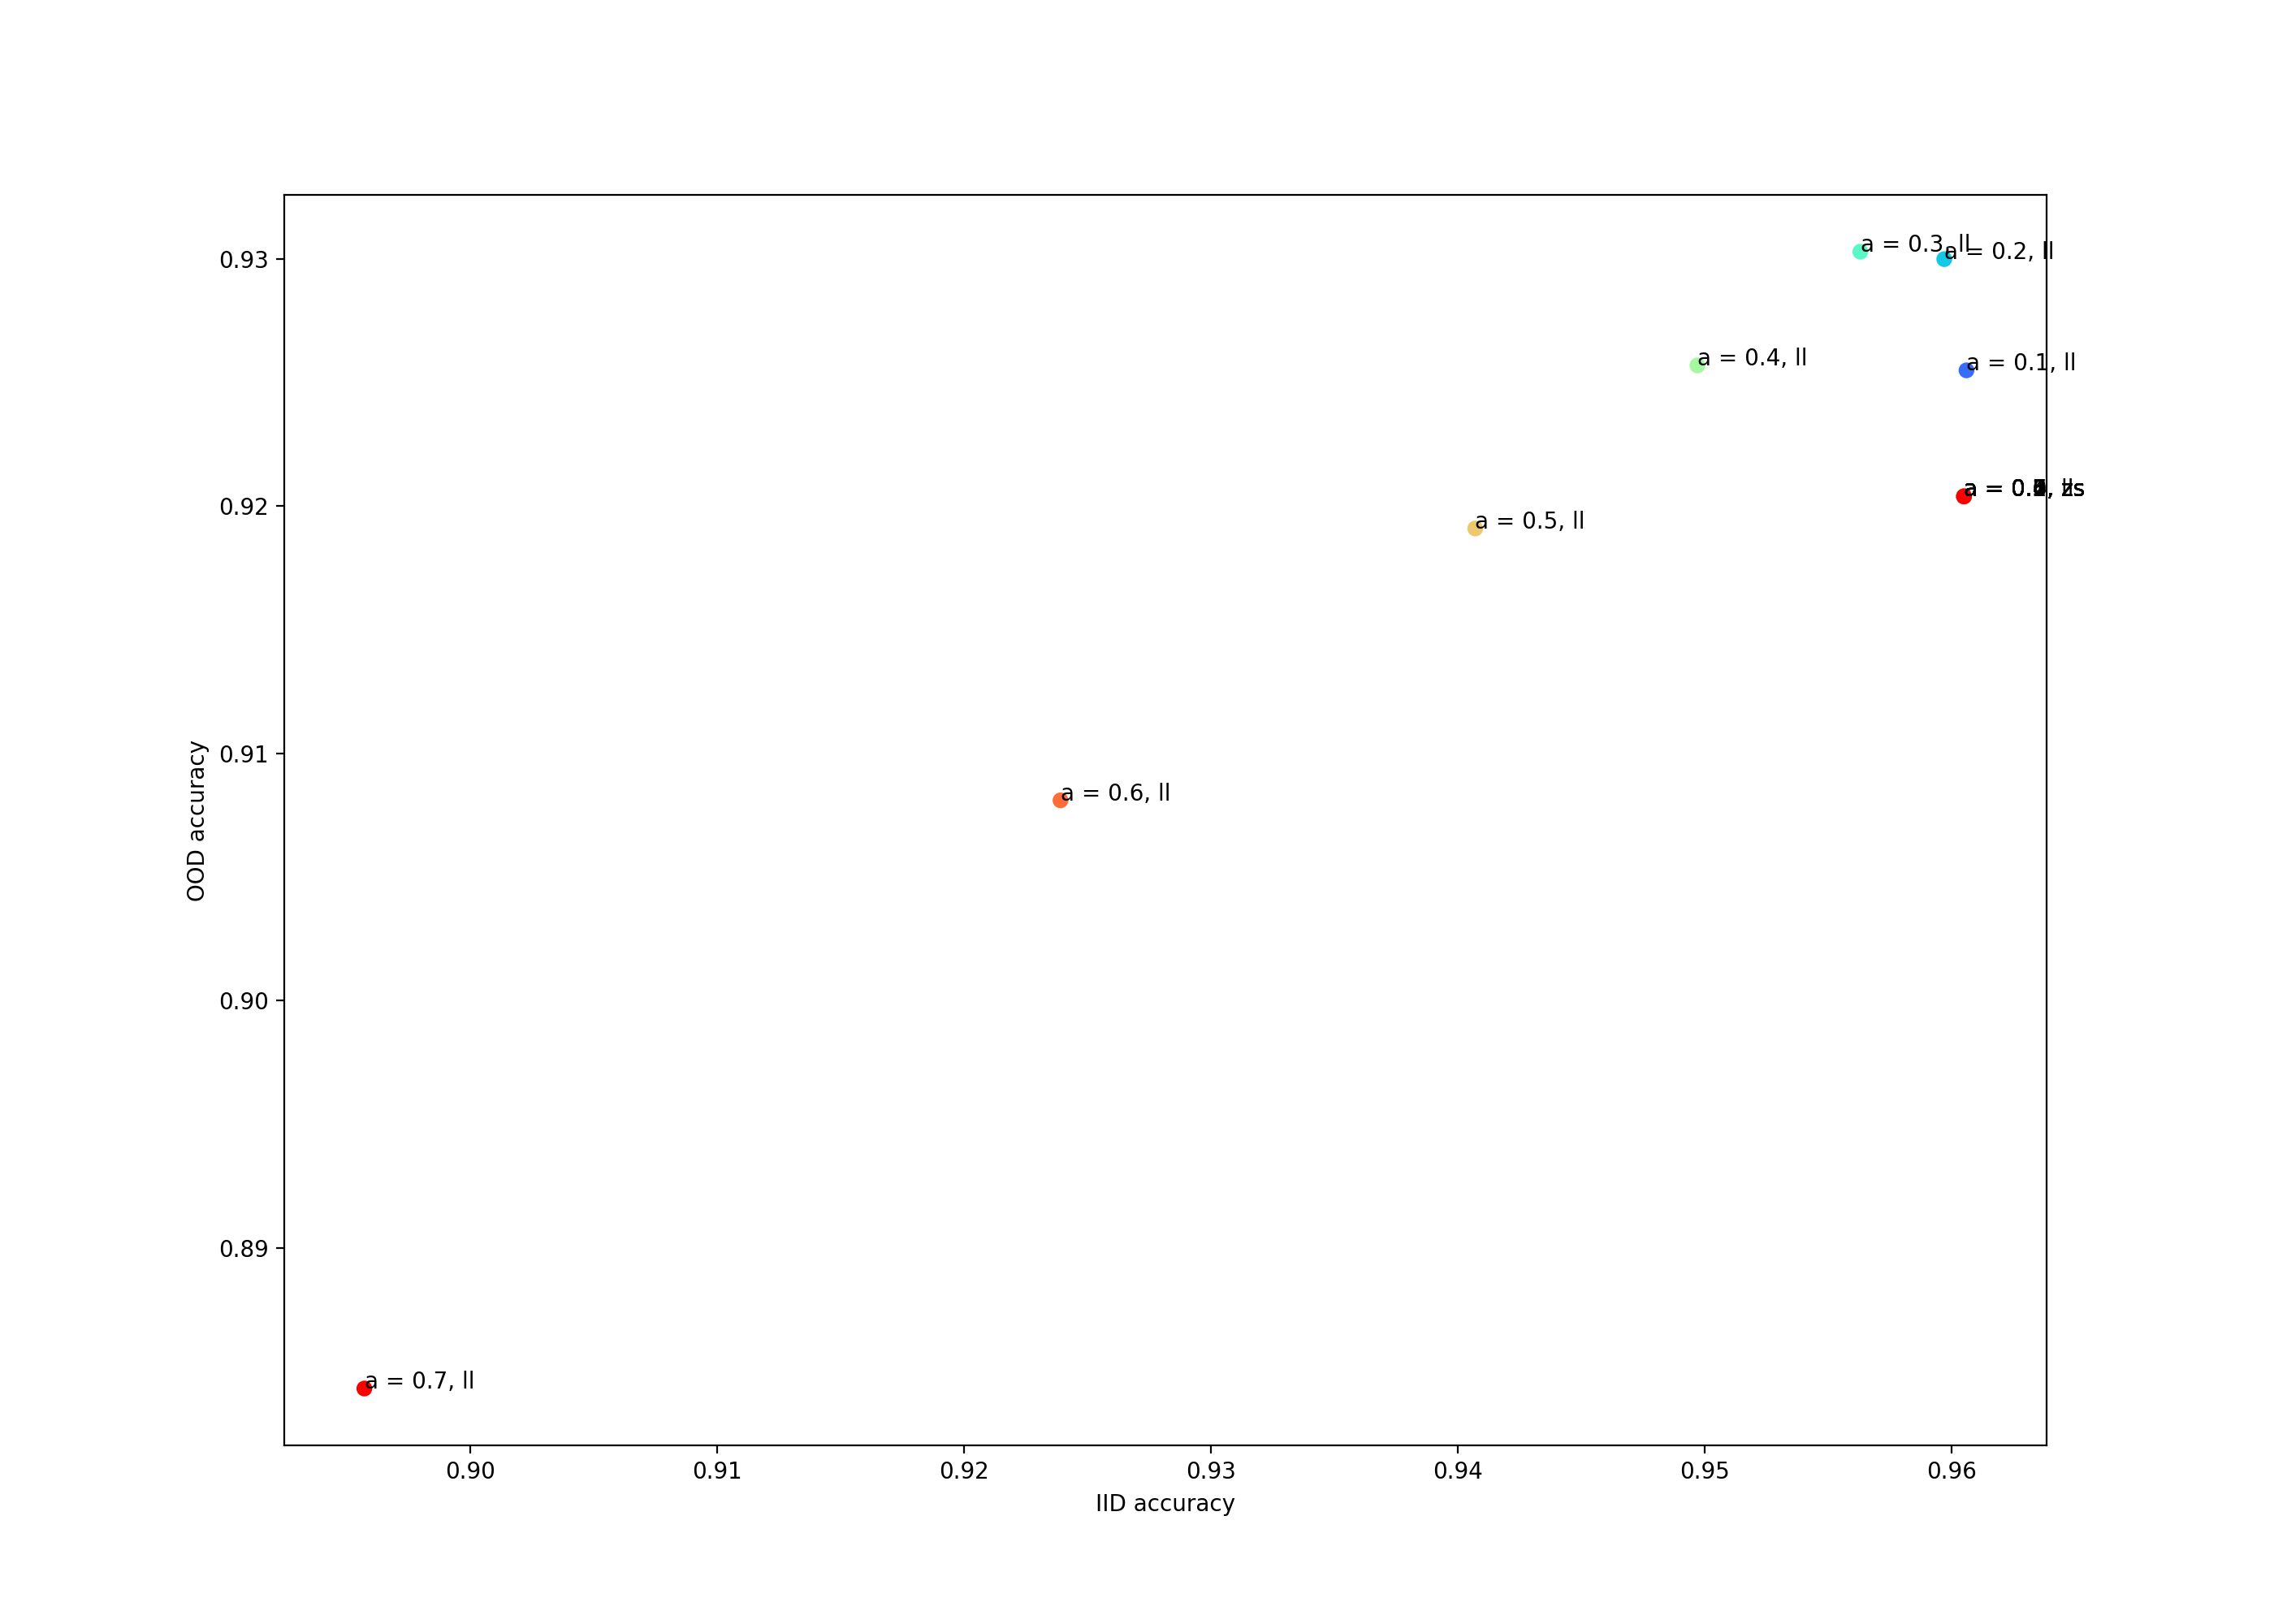 0.93
0.92
0.91
0.90
0.89
OOD accuracy
a = 0.3, ll
a = 0.2, ll
a = 0.4, ll
a = 0.1, ll
a = 0.5, ll
a = 0.6, ll
a = 0.7, ll
0.90 0.91 0.92 0.93 0.94 0.95 0.96
IID accuracy